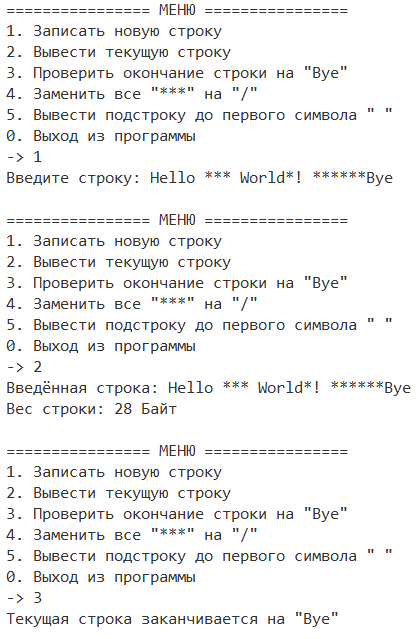 ================ МЕНЮ ================
1. Записать новую строку
2. Вывести текущую строку
3. Проверить окончание строки на "Bye"
4. Заменить все "***" на "/"
5. Вывести подстроку до первого символа " "
0. Выход из программы
-> 1
Введите строку: Hello *** World*! ******Bye

================ МЕНЮ ================
1. Записать новую строку
2. Вывести текущую строку
3. Проверить окончание строки на "Bye"
4. Заменить все "***" на "/"
5. Вывести подстроку до первого символа " "
0. Выход из программы
-> 2
Введённая строка: Hello *** World*! ******Bye
Вес строки: 28 Байт

================ МЕНЮ ================
1. Записать новую строку
2. Вывести текущую строку
3. Проверить окончание строки на "Bye"
4. Заменить все "***" на "/"
5. Вывести подстроку до первого символа " "
0. Выход из программы
-> 3
Текущая строка заканчивается на "Bye"